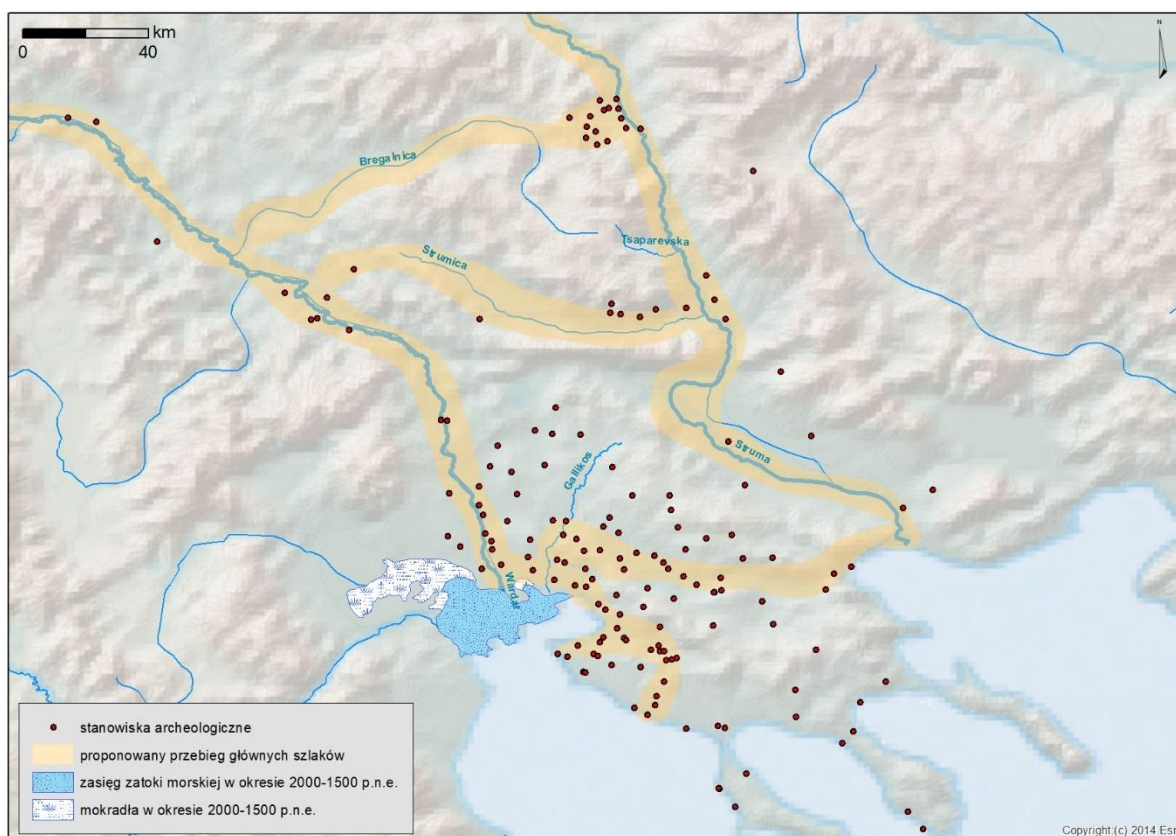 km
0 40
N
Bregalnica
Tsaparevska
Strumica
Struma
Gallikos
Wardar
stanowiska archeologiczne
proponowany przebieg głównych szlaków
zasięg zatoki morskiej w okresie 2000-1500 p.n.e.
mokradła w okresie 2000-1500 p.n.e.
Copyright:(c) 2014 Esr